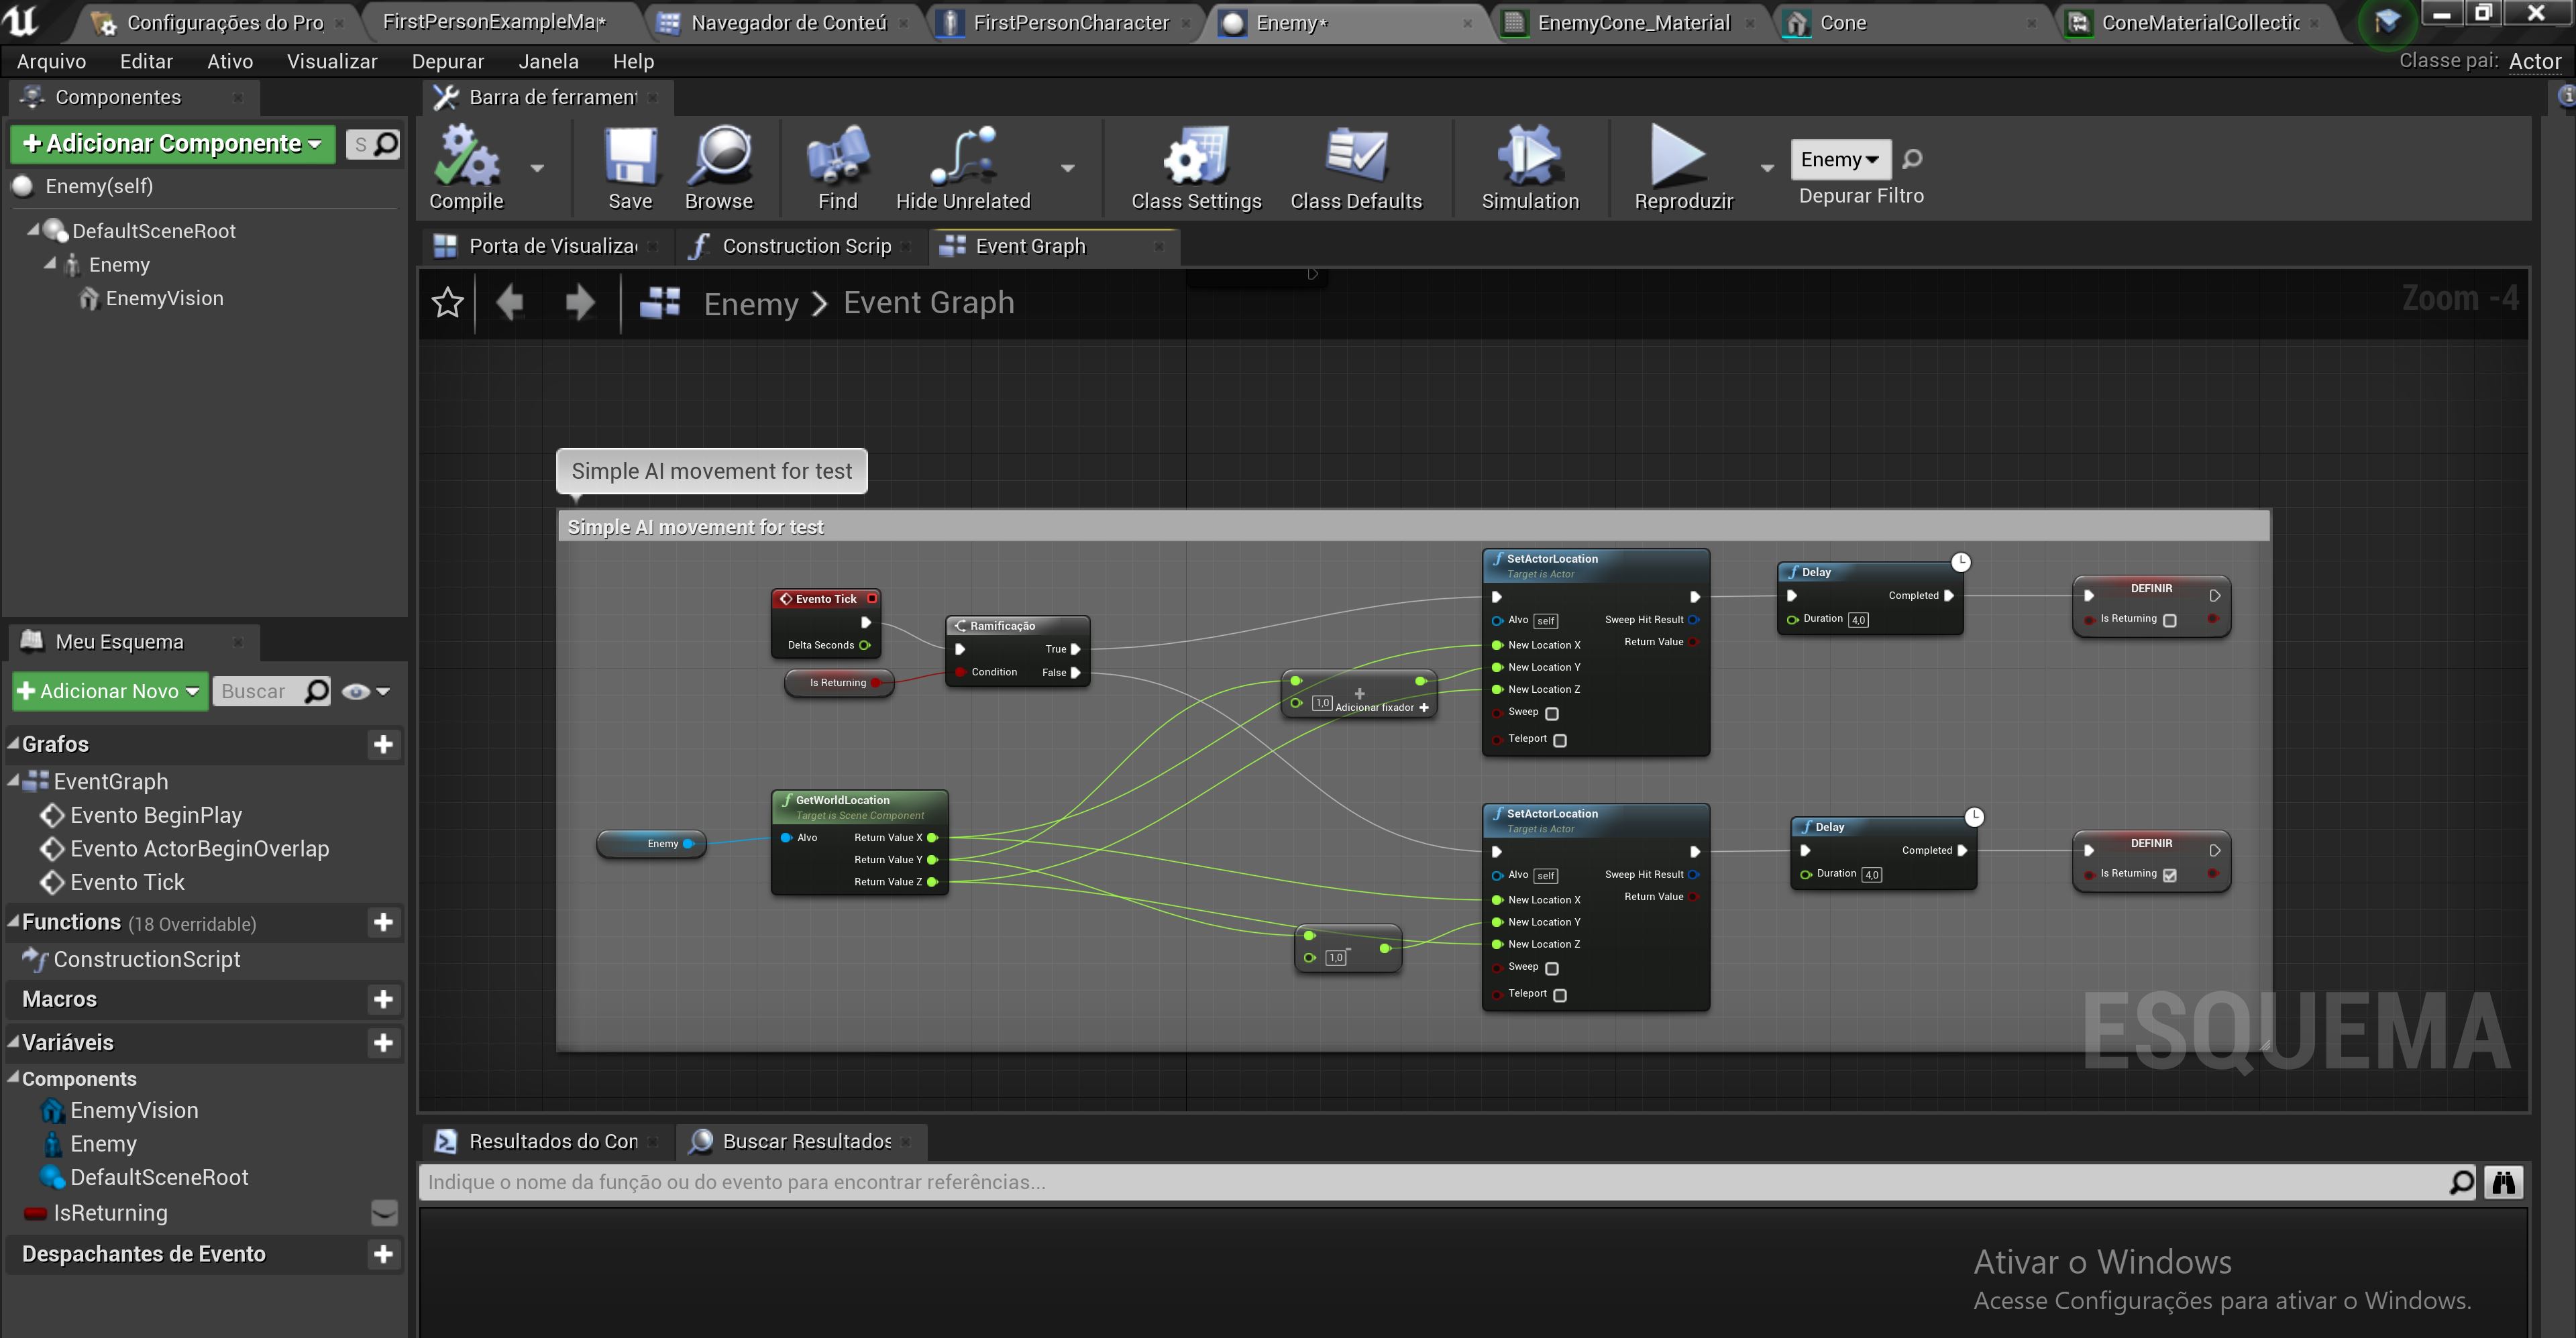 Configurações do Pro
FirstPersonExampleMa*
Navegador de Conteú
FirstPersonCharacter
Enemy*
EnemyCone_Material
Cone
ConeMaterialCollectic
Arquivo
Editar
Ativo
Visualizar
Depurar
Janela
Help
Classe pai: Actor
Componentes
Adicionar Componente
S
Enemy(self)
DefaultSceneRoot
Enemy
EnemyVision
Barra de ferrament
Compile
Save
Browse
Find
Hide Unrelated
Class Settings
Class Defaults
Simulation
Reproduzir
Enemy
Depurar Filtro
Porta de Visualiza
Construction Scrip
Event Graph
Enemy > Event Graph
Zoom -4
Simple AI movement for test
Simple AI movement for test
Evento Tick
Delta Seconds
Is Returning
Ramificação
True
Condition
False
Enemy
GetWorldLocation
Target is Scene Component
Alvo
Return Value X
Return Value Y
Return Value Z
+
1,0
Adicionar fixador +
-
1,0
SetActorLocation
Target is Actor
Alvo self
Sweep Hit Result
New Location X
Return Value
New Location Y
New Location Z
Sweep
Teleport
Delay
Completed
Duration 4,0
DEFINIR
Is Returning
SetActorLocation
Target is Actor
Alvo self
Sweep Hit Result
New Location X
Return Value
New Location Y
New Location Z
Sweep
Teleport
Delay
Completed
Duration 4,0
DEFINIR
Is Returning
ESQUEMA
Meu Esquema
Adicionar Novo
Buscar
Grafos
EventGraph
Evento BeginPlay
Evento ActorBeginOverlap
Evento Tick
Functions (18 Overridable)
ConstructionScript
Macros
Variáveis
Components
EnemyVision
Enemy
DefaultSceneRoot
IsReturning
Despachantes de Evento
Resultados do Con
Buscar Resultados
Indique o nome da função ou do evento para encontrar referências...
Ativar o Windows
Acesse Configurações para ativar o Windows.